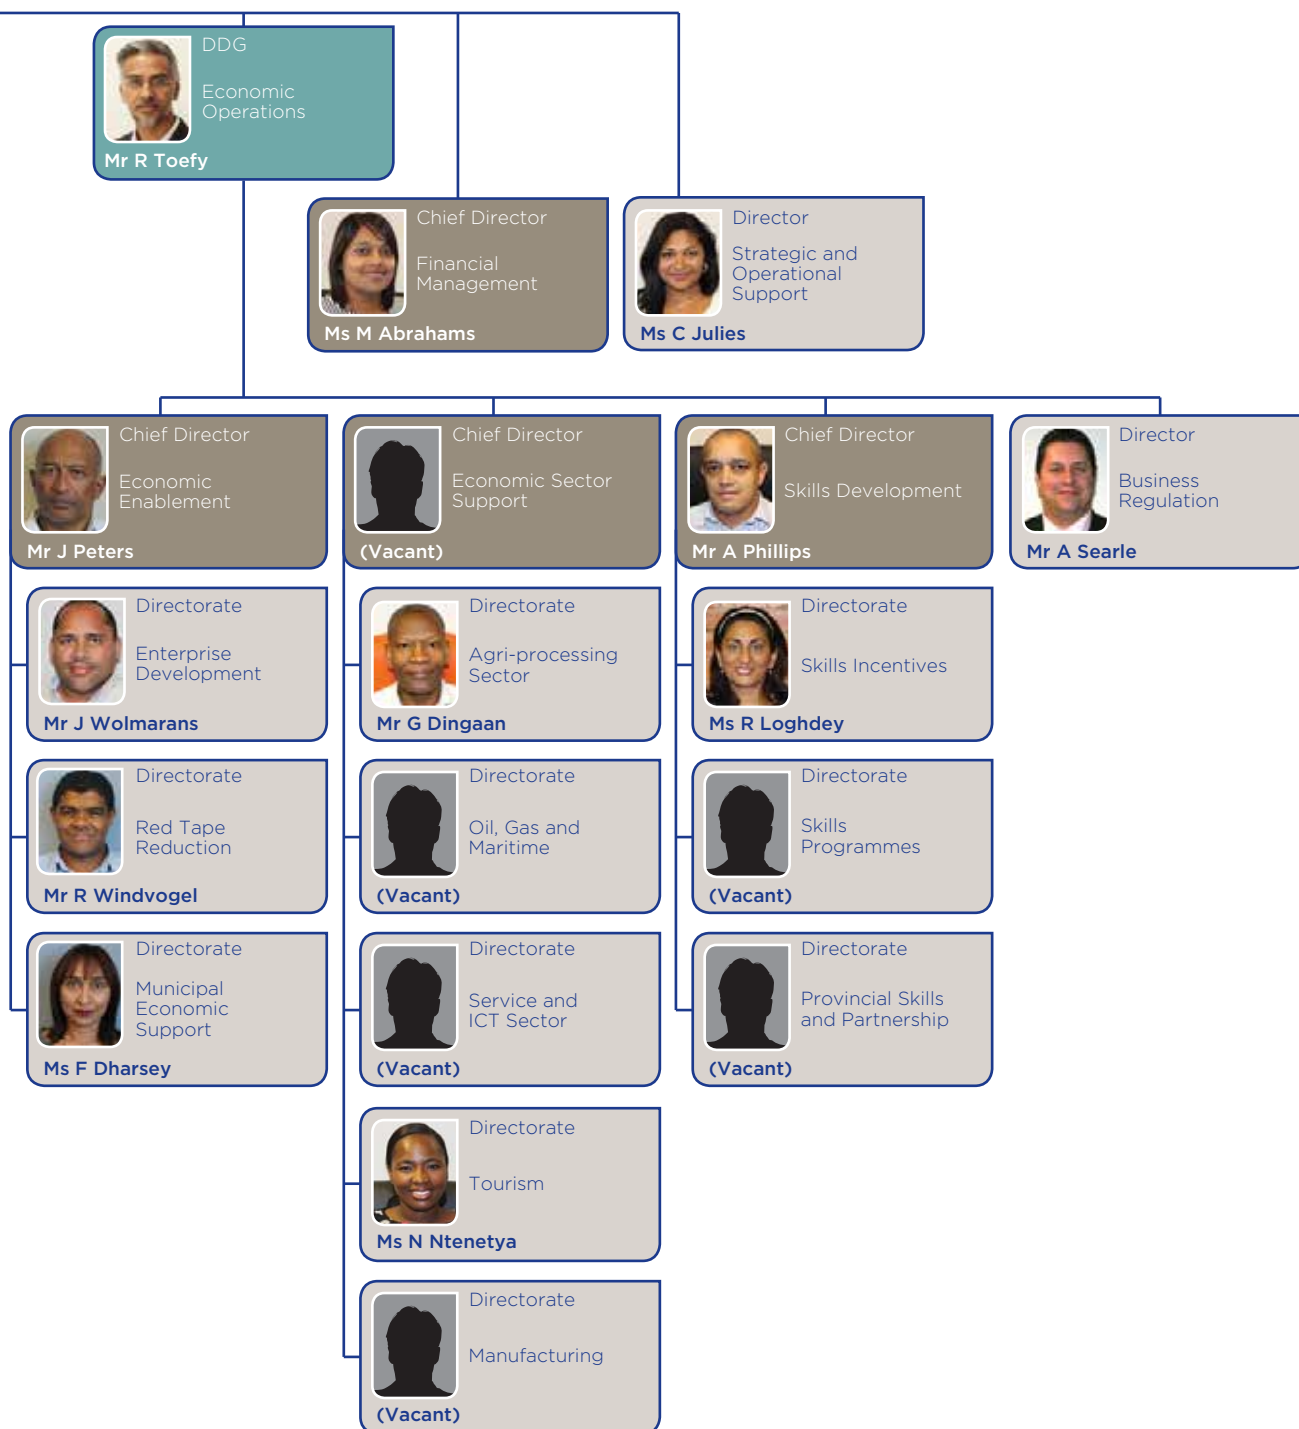 DDG
Economic
Operations
Mr R Toefy
Chief Director
Financial
Management
Ms M Abrahams
Director
Strategic and
Operational
Support
Ms C Julies
Chief Director
Economic
Enablement
Mr J Peters
Chief Director
Economic Sector
Support
(Vacant)
Chief Director
Skills Development
Mr A Phillips
Director
Business
Regulation
Mr A Searle
Directorate
Enterprise
Development
Mr J Wolmarans
Directorate
Agri-processing
Sector
Mr G Dingaan
Directorate
Skills Incentives
Ms R Loghdey
Directorate
Red Tape
Reduction
Mr R Windvogel
Directorate
Oil, Gas and
Maritime
(Vacant)
Directorate
Skills
Programmes
(Vacant)
Directorate
Municipal
Economic
Support
Ms F Dharsey
Directorate
Service and
ICT Sector
(Vacant)
Directorate
Provincial Skills
and Partnership
(Vacant)
Directorate
Tourism
Ms N Ntenetya
Directorate
Manufacturing
(Vacant)